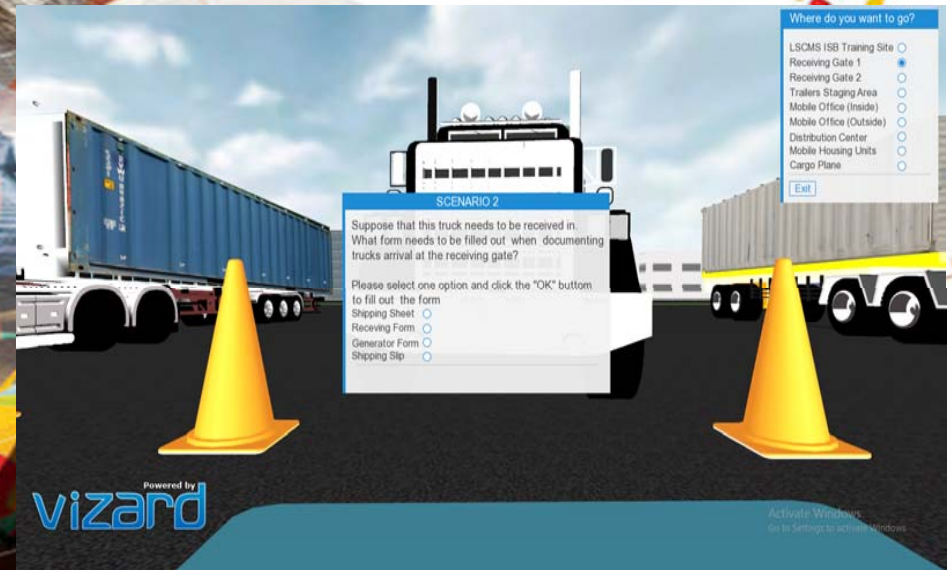 Where do you want to go?
LSCMS ISB Training Site
Receiving Gate 1
Receiving Gate 2
Trailers Staging Area
Mobile Office (Inside)
Mobile Office (Outside)
Distribution Center
Mobile Housing Units
Cargo Plane
Exit
SCENARIO 2
Suppose that this truck needs to be received in.
What form needs to be filled out when documenting
trucks arrival at the receiving gate?
Please select one option and click the "OK" buttom
to fill out the form
Shipping Sheet
Receving Form
Generator Form
Shipping Slip
Powered by
vizard
Activate Windows
Go to Settings to activate Windows